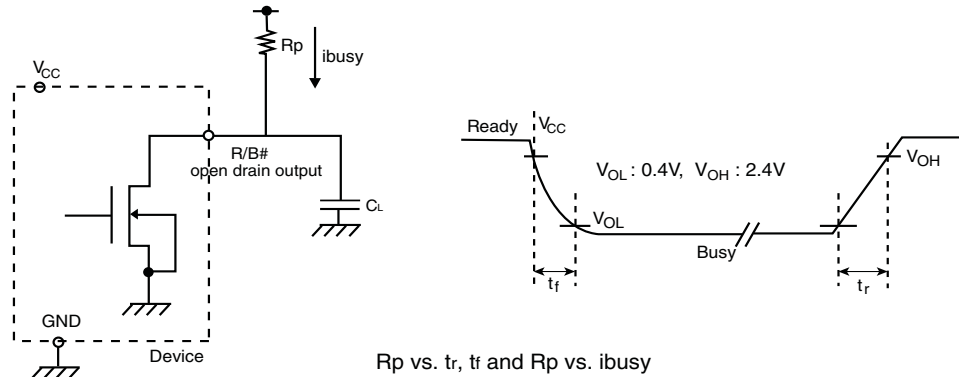 Rp
ibusy
VCC
R/B#
open drain output
CL
GND
Device
Ready
VCC
VOL : 0.4V, VOH : 2.4V
VOH
VOL
Busy
tf
tr
Rp vs. tr, tf and Rp vs. ibusy